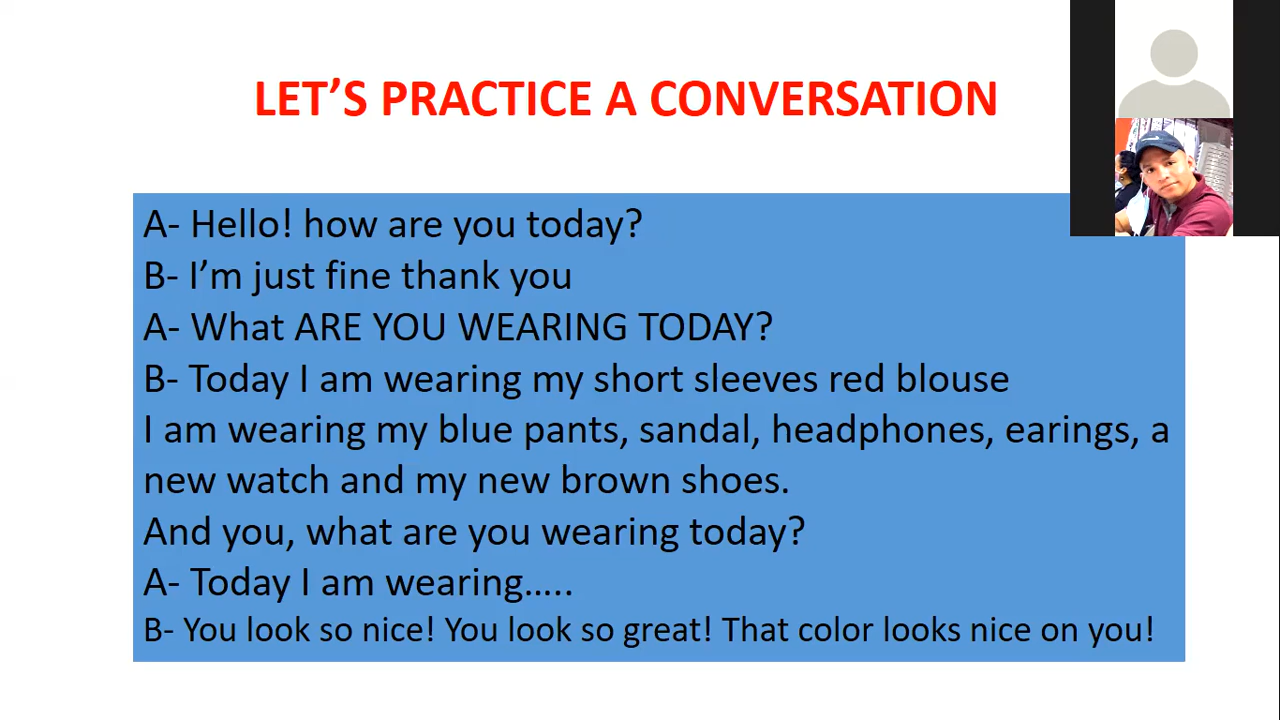 LET’S PRACTICE A CONVERSATION
A- Hello! how are you today?
B- I’m just fine thank you
A- What ARE YOU WEARING TODAY?
B- Today I am wearing my short sleeves red blouse
I am wearing my blue pants, sandal, headphones, earings, a
new watch and my new brown shoes.
And you, what are you wearing today?
A- Today I am wearing…..
B- You look so nice! You look so great! That color looks nice on you!